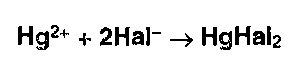 Hg²⁺ + 2Hal⁻ → HgHal₂